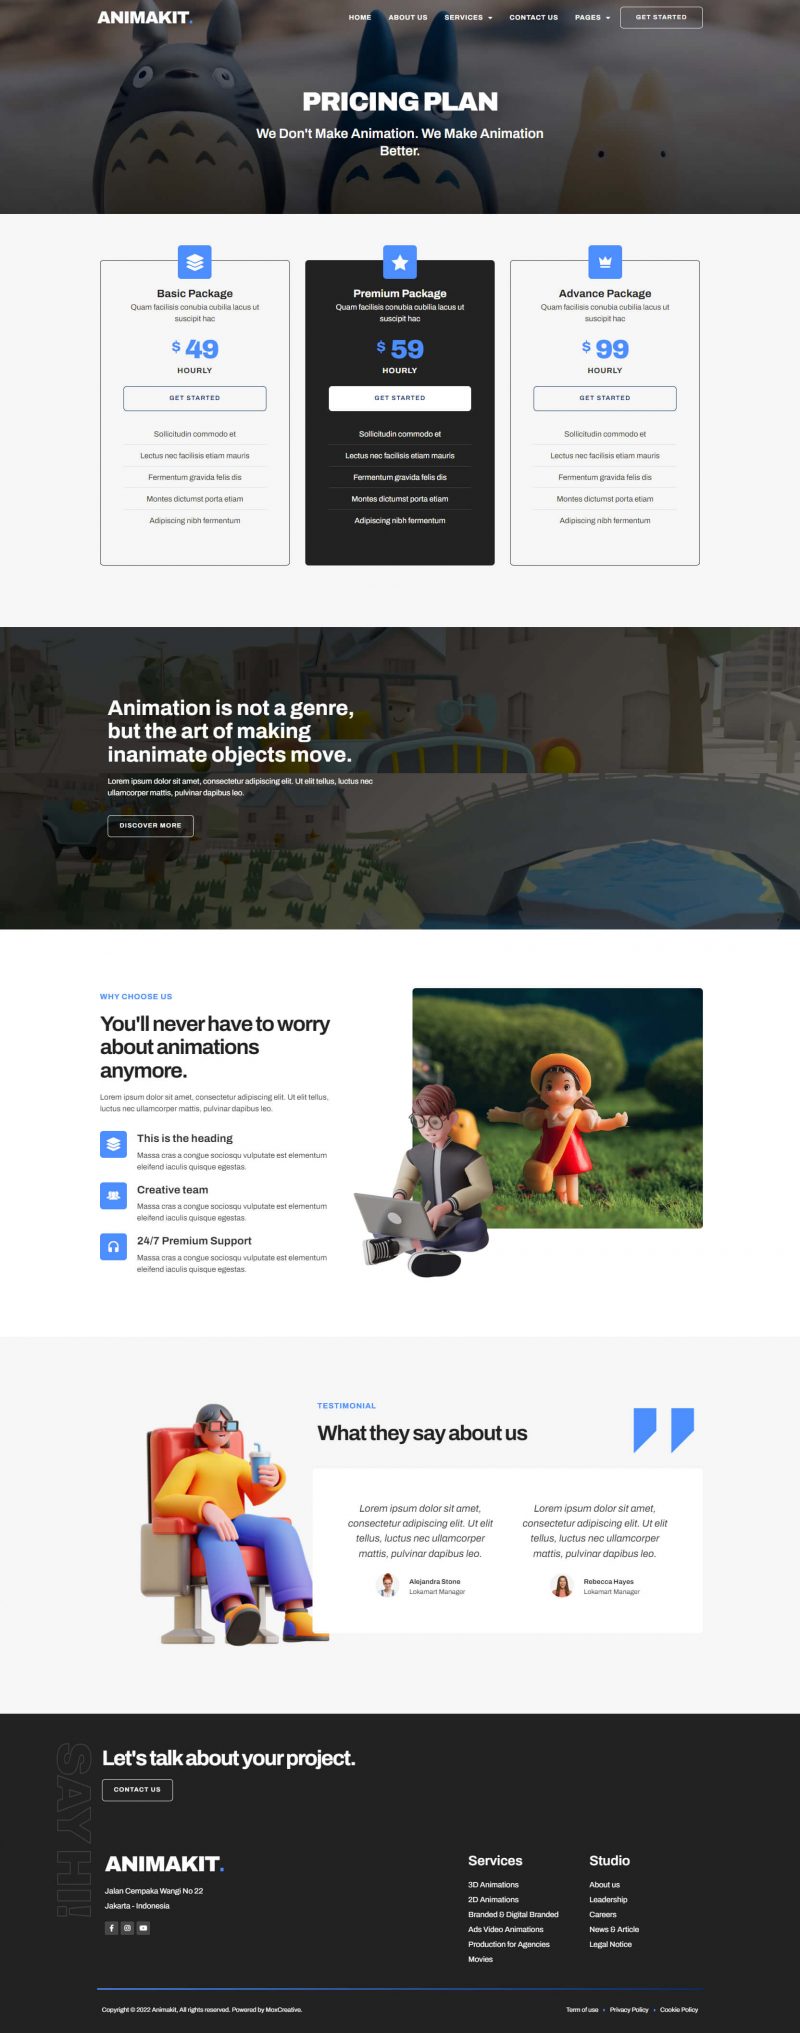 ANIMAKIT.
HOME
ABOUT US
SERVICES
CONTACT US
PAGES
GET STARTED
PRICING PLAN
We Don't Make Animation. We Make Animation
Better.
Basic Package
Quam facilisis conubia cubilia lacus ut
suscipit hac
$ 49
HOURLY
GET STARTED
Sollicitudin commodo et
Lectus nec facilisis etiam mauris
Fermentum gravida felis dis
Montes dictumst porta etiam
Adipiscing nibh fermentum
Premium Package
Quam facilisis conubia cubilia lacus ut
suscipit hac
$ 59
HOURLY
GET STARTED
Sollicitudin commodo et
Lectus nec facilisis etiam mauris
Fermentum gravida felis dis
Montes dictumst porta etiam
Adipiscing nibh fermentum
Advance Package
Quam facilisis conubia cubilia lacus ut
suscipit hac
$ 99
HOURLY
GET STARTED
Sollicitudin commodo et
Lectus nec facilisis etiam mauris
Fermentum gravida felis dis
Montes dictumst porta etiam
Adipiscing nibh fermentum
Animation is not a genre,
but the art of making
inanimate objects move.
Lorem ipsum dolor sit amet, consectetur adipiscing elit. Ut elit tellus, luctus nec
ullamcorper mattis, pulvinar dapibus leo.
DISCOVER MORE
WHY CHOOSE US
You'll never have to worry
about animations
anymore.
Lorem ipsum dolor sit amet, consectetur adipiscing elit. Ut elit tellus,
luctus nec ullamcorper mattis, pulvinar dapibus leo.
This is the heading
Massa cras a congue sociosqu vulputate est elementum
eleifend iaculis quisque egestas.
Creative team
Massa cras a congue sociosqu vulputate est elementum
eleifend iaculis quisque egestas.
24/7 Premium Support
Massa cras a congue sociosqu vulputate est elementum
eleifend iaculis quisque egestas.
TESTIMONIAL
What they say about us
Lorem ipsum dolor sit amet,
consectetur adipiscing elit. Ut elit
tellus, luctus nec ullamcorper
mattis, pulvinar dapibus leo.
Alejandra Stone
Lokamart Manager
Lorem ipsum dolor sit amet,
consectetur adipiscing elit. Ut elit
tellus, luctus nec ullamcorper
mattis, pulvinar dapibus leo.
Rebecca Hayes
Lokamart Manager
SAY HI!
Let's talk about your project.
CONTACT US
ANIMAKIT.
Jalan Cempaka Wangi No 22
Jakarta - Indonesia
Services
3D Animations
2D Animations
Branded & Digital Branded
Ads Video Animations
Production for Agencies
Movies
Studio
About us
Leadership
Careers
News & Article
Legal Notice
Copyright © 2022 Animakit, All rights reserved. Powered by MoxCreative.
Term of use
Privacy Policy
Cookie Policy